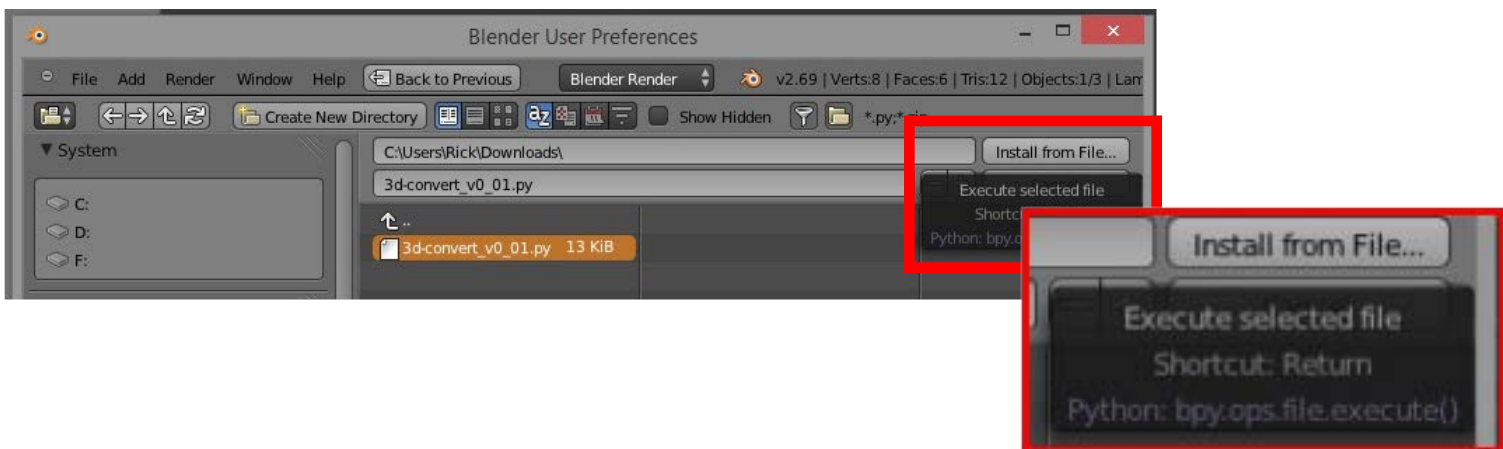 Blender User Preferences
File Add Render Window Help Back to Previous Blender Render v2.69 | Verts:8 | Faces:6 | Tris:12 | Objects:1/3 | Lam
Create New Directory Show Hidden
System
C:\Users\Rick\Downloads\
Install from File...
3d-convert_v0_01.py
C:
D:
F:
..
3d-convert_v0_01.py 13 KiB
Execute selected file
Install from File...
Execute selected file
Shortcut: Return
Python: bpy.ops.file.execute()